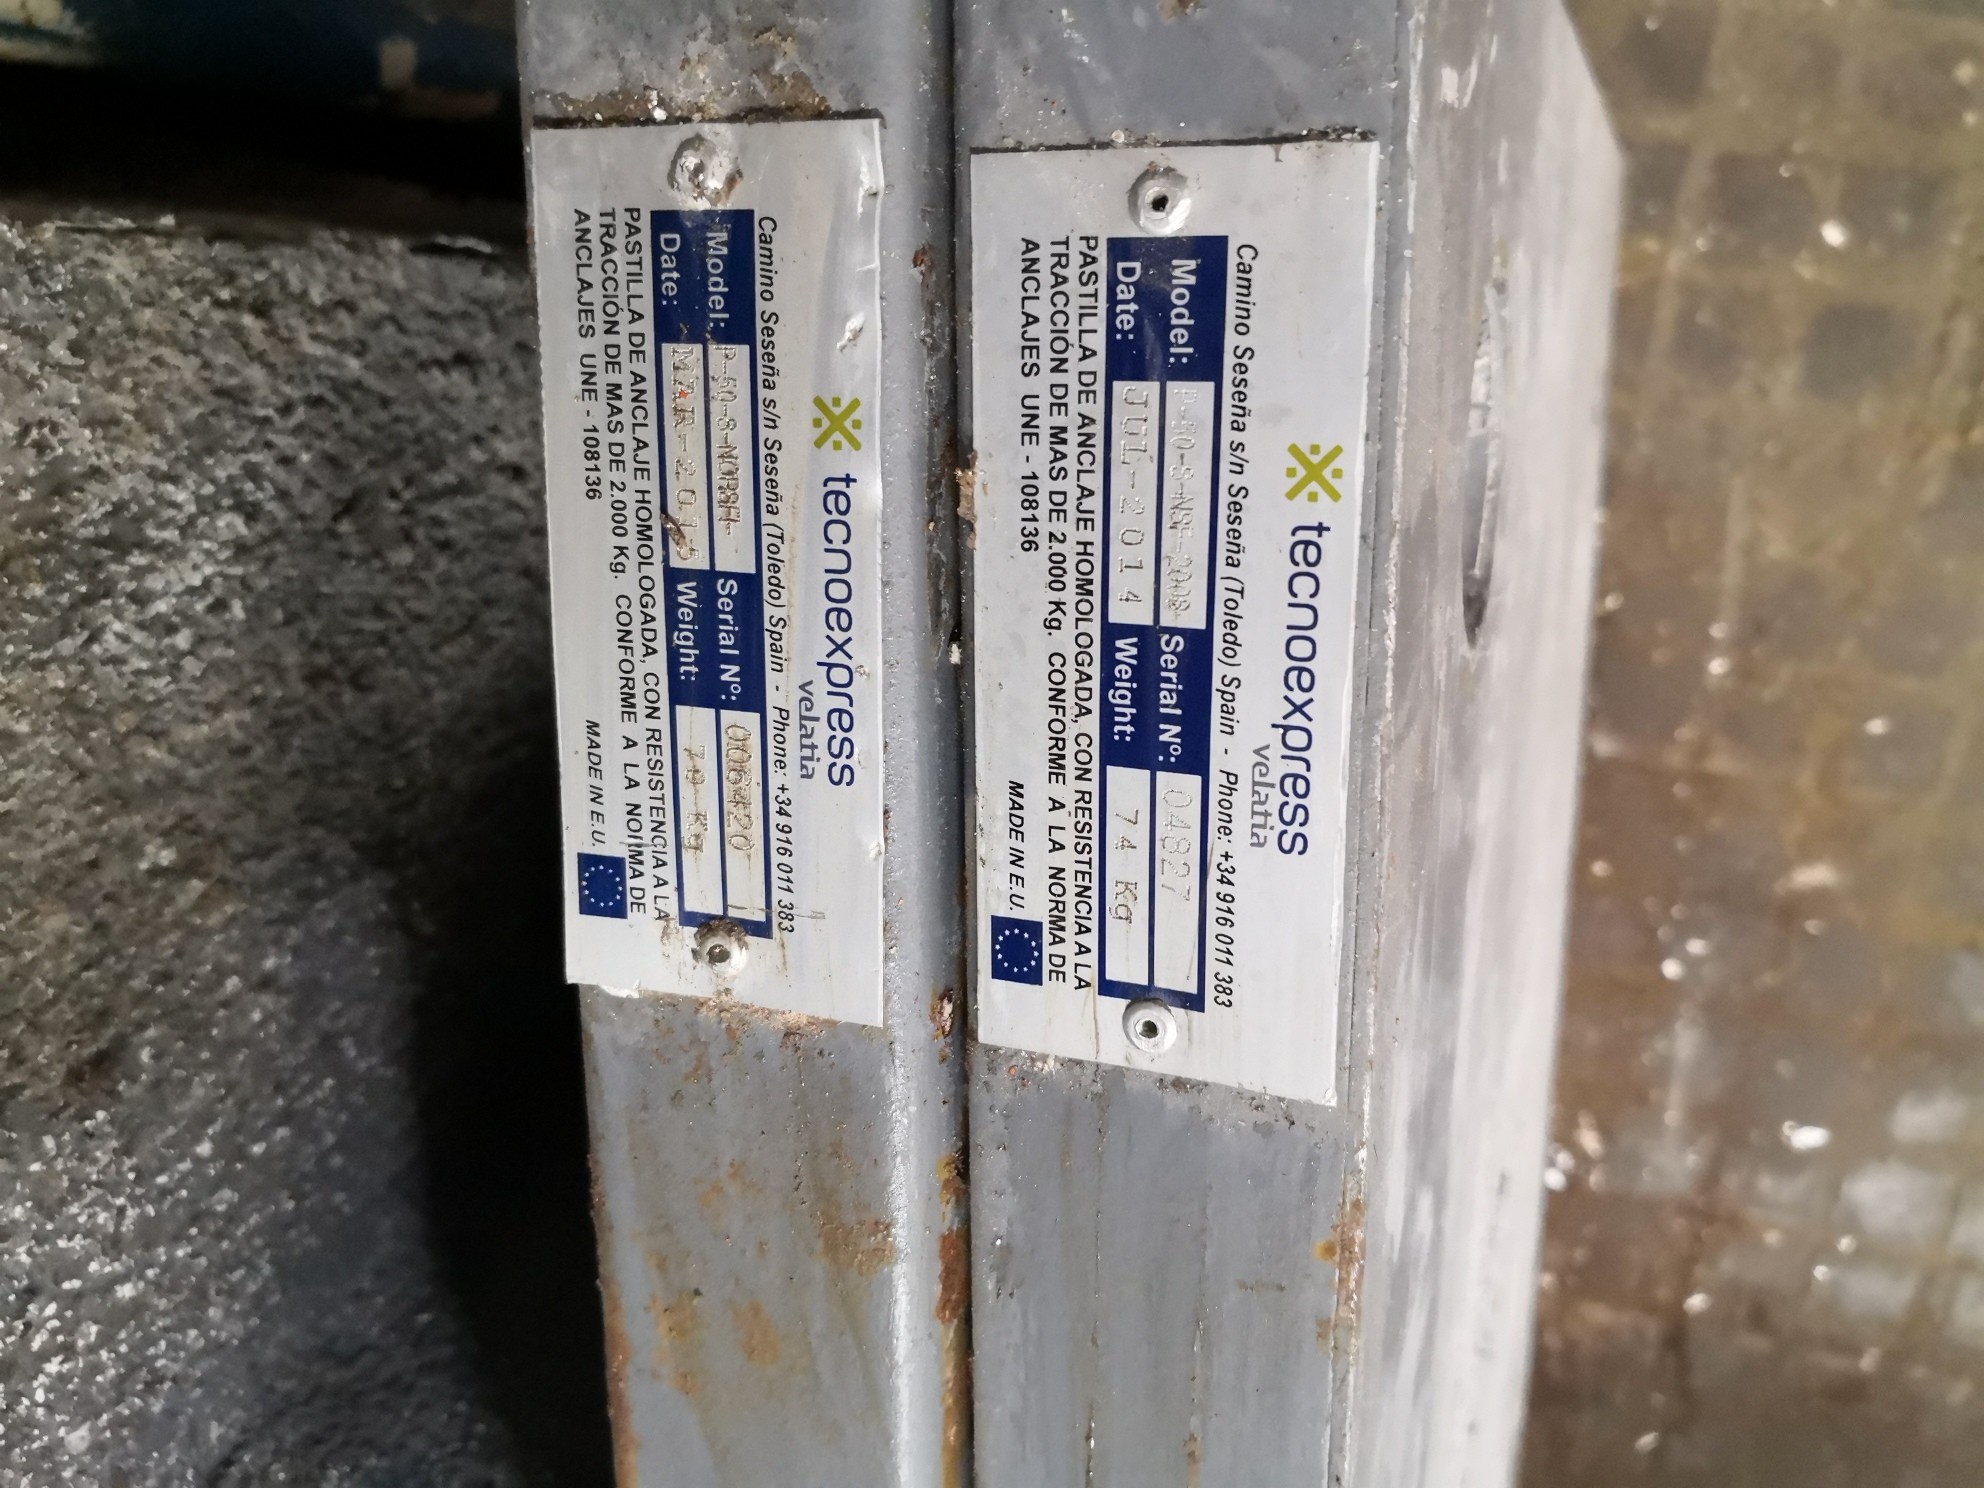 tecnoexpress
velatia
Camino Seseña s/n Seseña (Toledo) Spain - Phone: +34 916 011 383
Model: Serial Nº: 04827
Date: JUL-2014 Weight: 74 Kg
PASTILLA DE ANCLAJE HOMOLOGADA, CON RESISTENCIA A LA
TRACCIÓN DE MAS DE 2.000 Kg. CONFORME A LA NORMA DE
ANCLAJES UNE - 108136
MADE IN E.U.
tecnoexpress
velatia
Camino Seseña s/n Seseña (Toledo) Spain - Phone: +34 916 011 383
Model: Serial Nº: 006420
Date: MAR-2015 Weight: Kg
PASTILLA DE ANCLAJE HOMOLOGADA, CON RESISTENCIA A LA
TRACCIÓN DE MAS DE 2.000 Kg. CONFORME A LA NORMA DE
ANCLAJES UNE - 108136
MADE IN E.U.